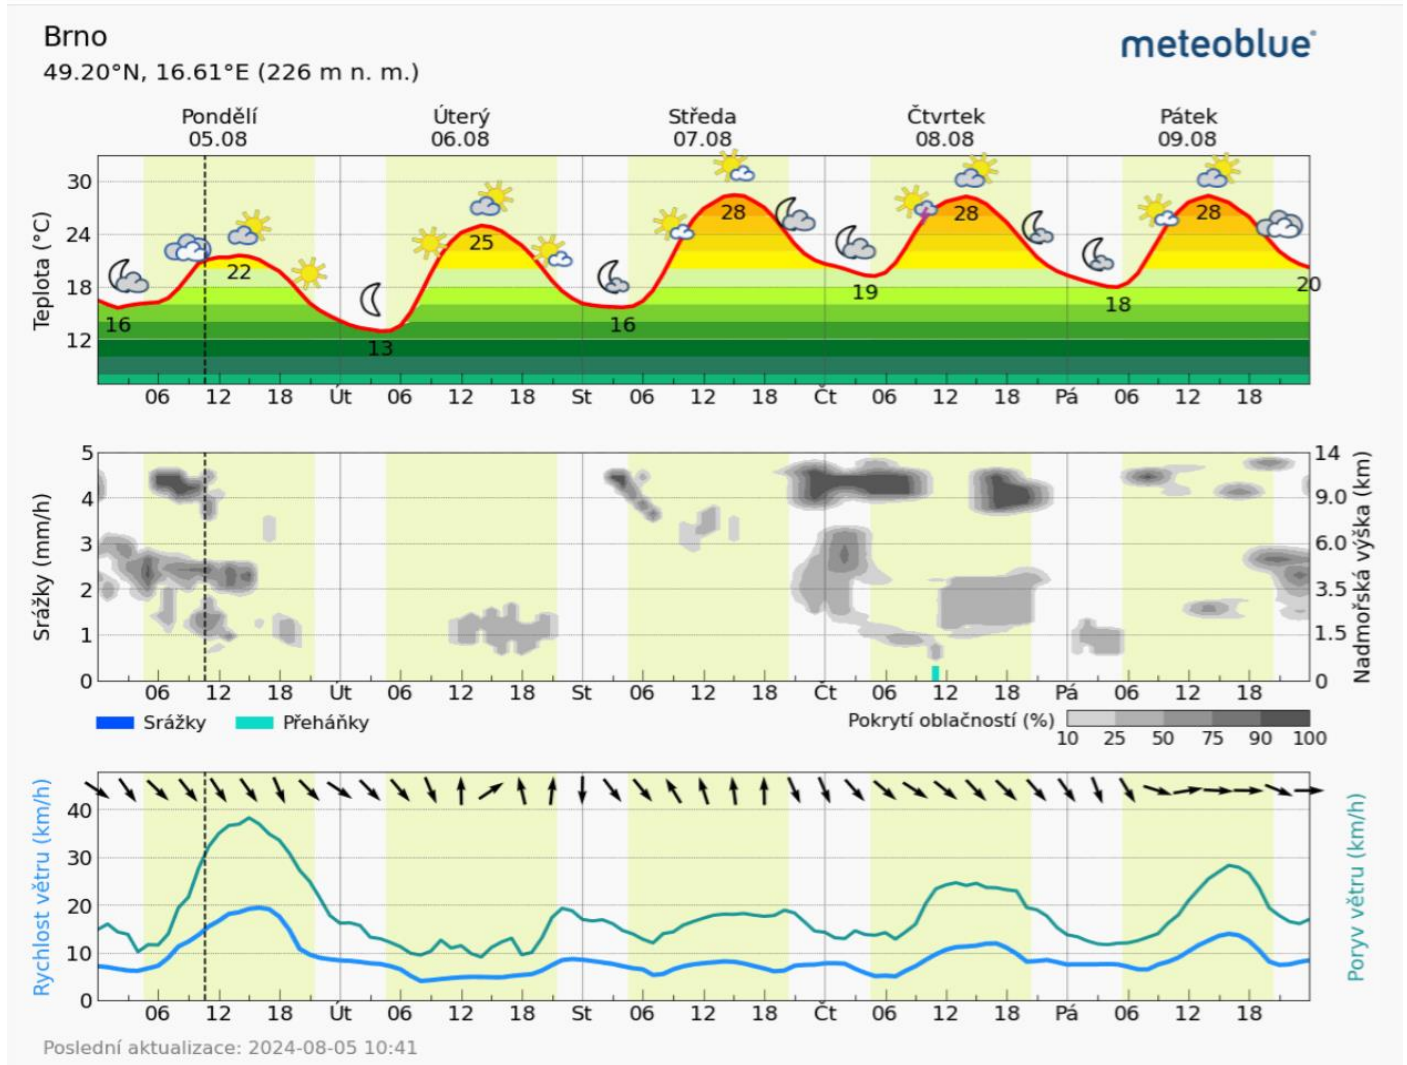 Brno
meteoblue
49.20°N, 16.61°E (226 m n. m.)
Pondělí Úterý Středa Čtvrtek Pátek
05.08 06.08 07.08 08.08 09.08
Teplota (°C)
30
24
18
12
16 22 13 25 16 28 19 28 18 28 20
06 12 18 Út 06 12 18 St 06 12 18 Čt 06 12 18 Pá 06 12 18
Srážky (mm/h)
5
4
3
2
1
0
14
9.0
6.0
3.5
1.5
0
Nadmořská výška (km)
06 12 18 Út 06 12 18 St 06 12 18 Čt 06 12 18 Pá 06 12 18
Srážky Přeháňky Pokrytí oblačností (%)
10 25 50 75 90 100
Rychlost větru (km/h)
40
30
20
10
0
Poryv větru (km/h)
06 12 18 Út 06 12 18 St 06 12 18 Čt 06 12 18 Pá 06 12 18
Poslední aktualizace: 2024-08-05 10:41